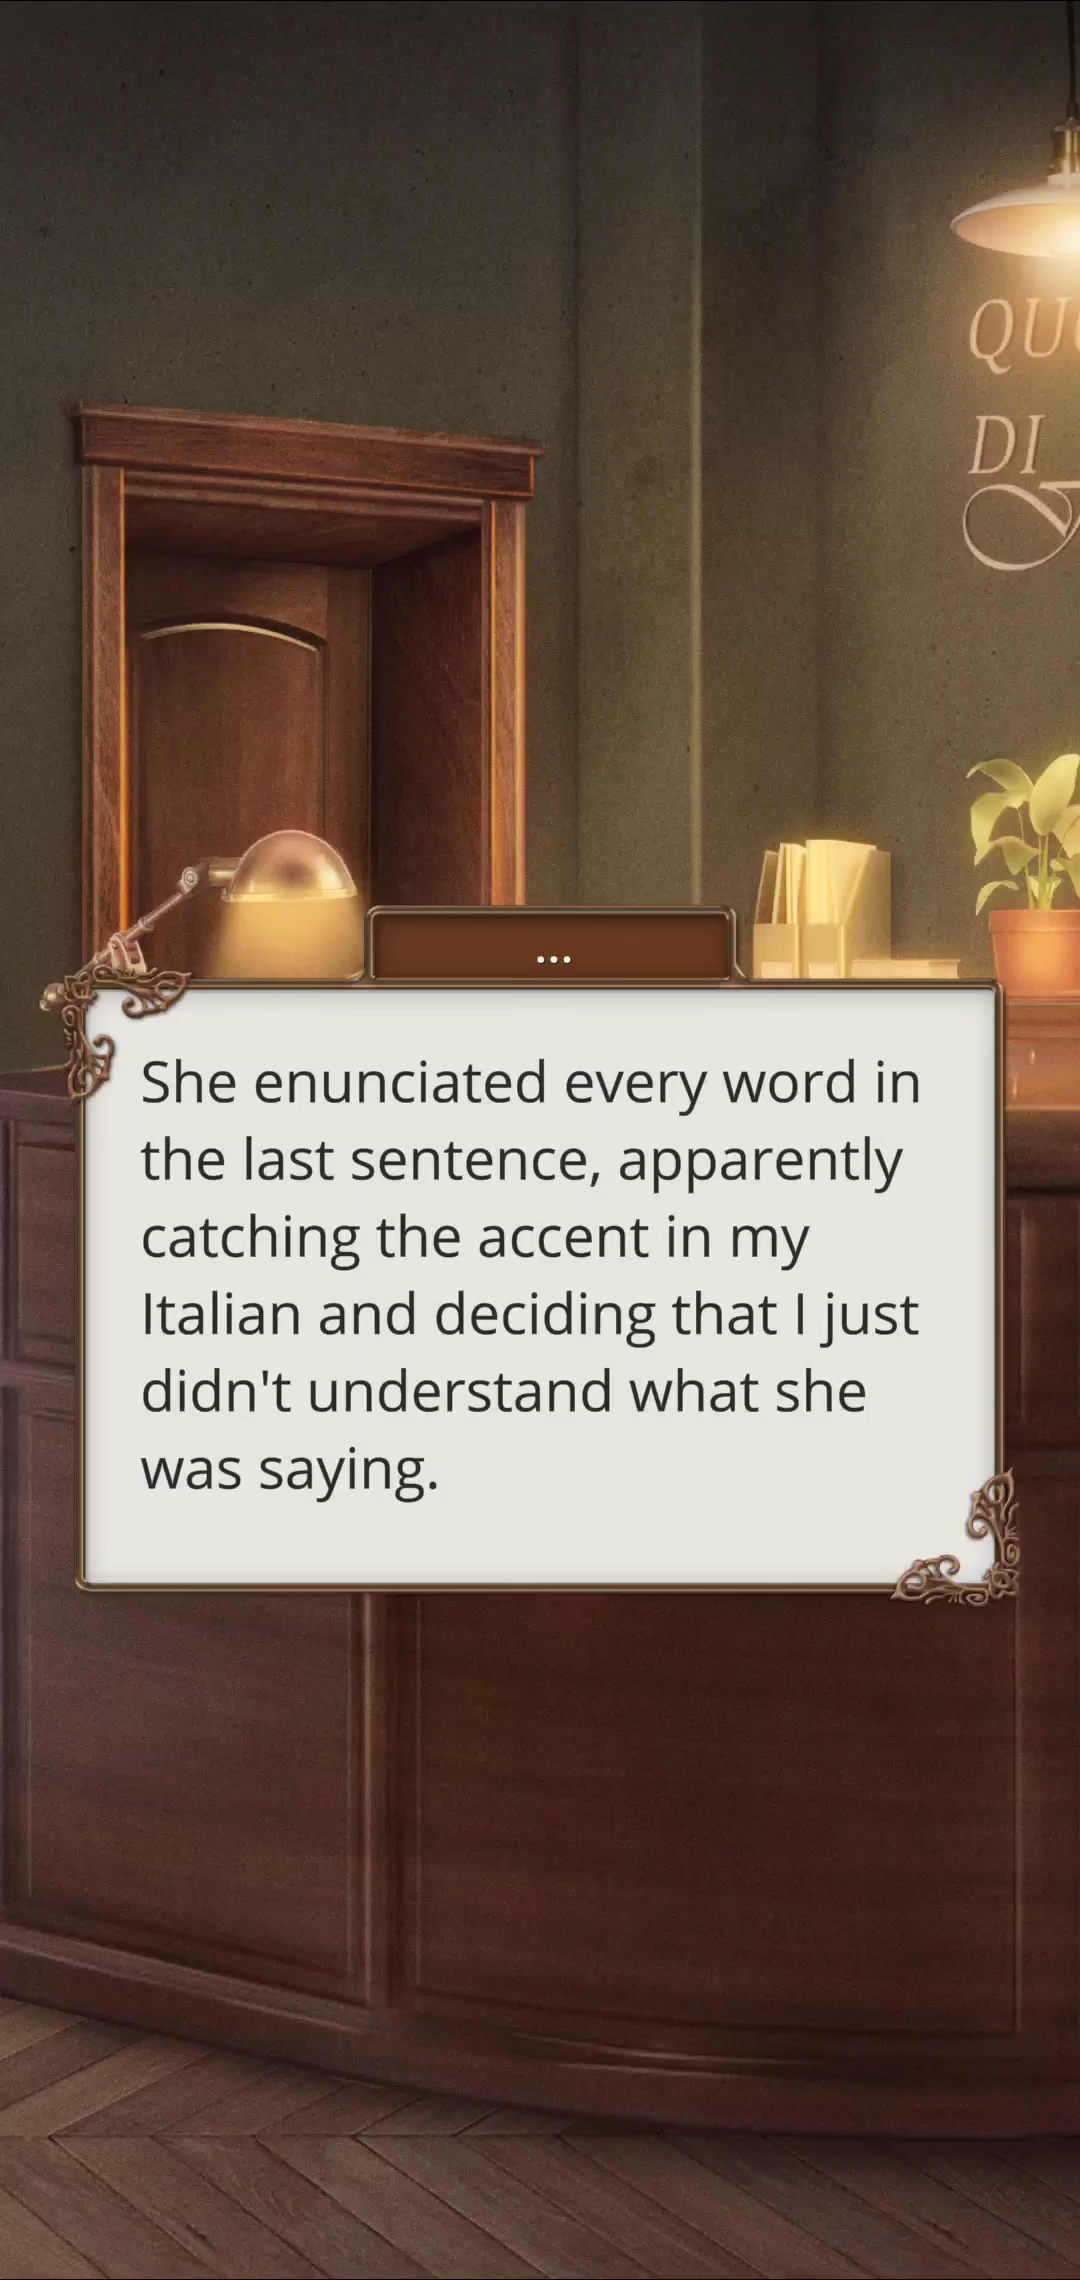 DI
...
She enunciated every word in
the last sentence, apparently
catching the accent in my
Italian and deciding that I just
didn't understand what she
was saying.